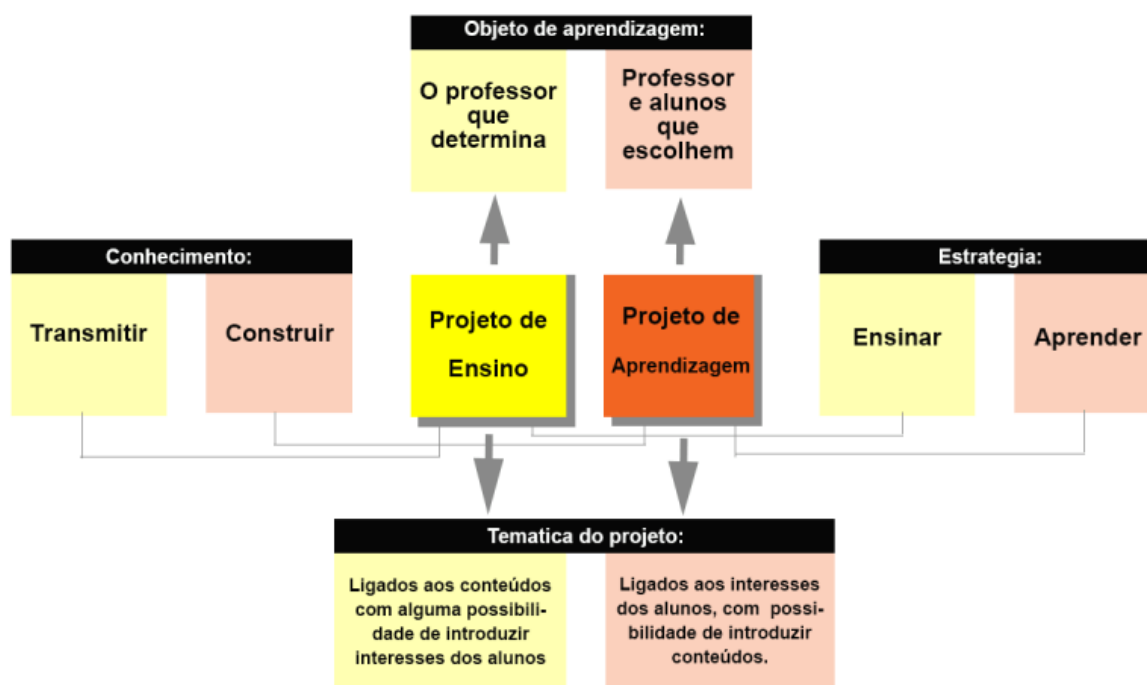 Objeto de aprendizagem:
O professor
que
determina
Professor
e alunos
que
escolhem
Conhecimento:
Transmitir
Construir
Projeto de
Ensino
Projeto de
Aprendizagem
Estrategia:
Ensinar
Aprender
Tematica do projeto:
Ligados aos conteúdos
com alguma possibili-
dade de introduzir
interesses dos alunos
Ligados aos interesses
dos alunos, com possi-
bilidade de introduzir
conteúdos.